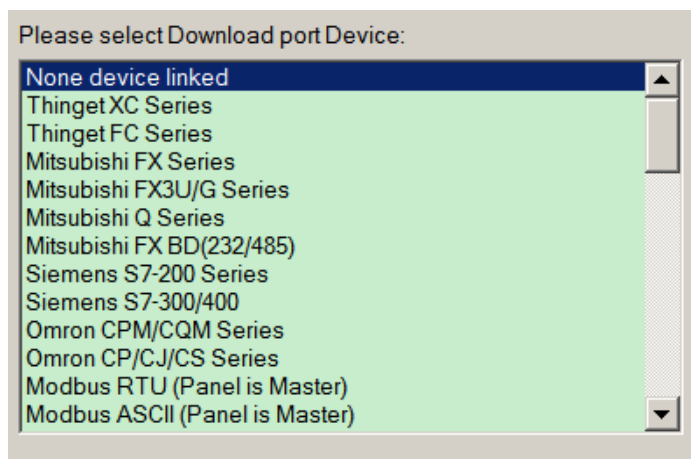 Please select Download port Device:
None device linked
Thinget XC Series
Thinget FC Series
Mitsubishi FX Series
Mitsubishi FX3U/G Series
Mitsubishi Q Series
Mitsubishi FX BD(232/485)
Siemens S7-200 Series
Siemens S7-300/400
Omron CPM/CQM Series
Omron CP/CJ/CS Series
Modbus RTU (Panel is Master)
Modbus ASCII (Panel is Master)